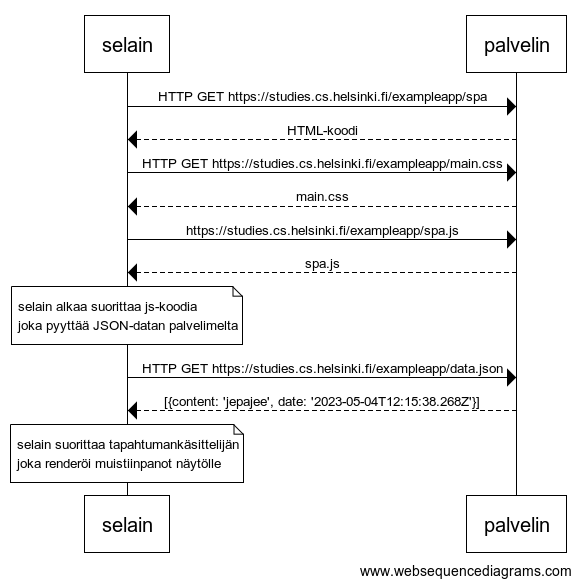 selain
palvelin
HTTP GET https://studies.cs.helsinki.fi/exampleapp/spa
HTML-koodi
HTTP GET https://studies.cs.helsinki.fi/exampleapp/main.css
main.css
https://studies.cs.helsinki.fi/exampleapp/spa.js
spa.js
selain alkaa suorittaa js-koodia
joka pyyttää JSON-datan palvelimelta
HTTP GET https://studies.cs.helsinki.fi/exampleapp/data.json
[{content: 'jepajee', date: '2023-05-04T12:15:38.268Z'}]
selain suorittaa tapahtumankäsittelijän
joka renderöi muistiinpanot näytölle
selain
palvelin
www.websequencediagrams.com